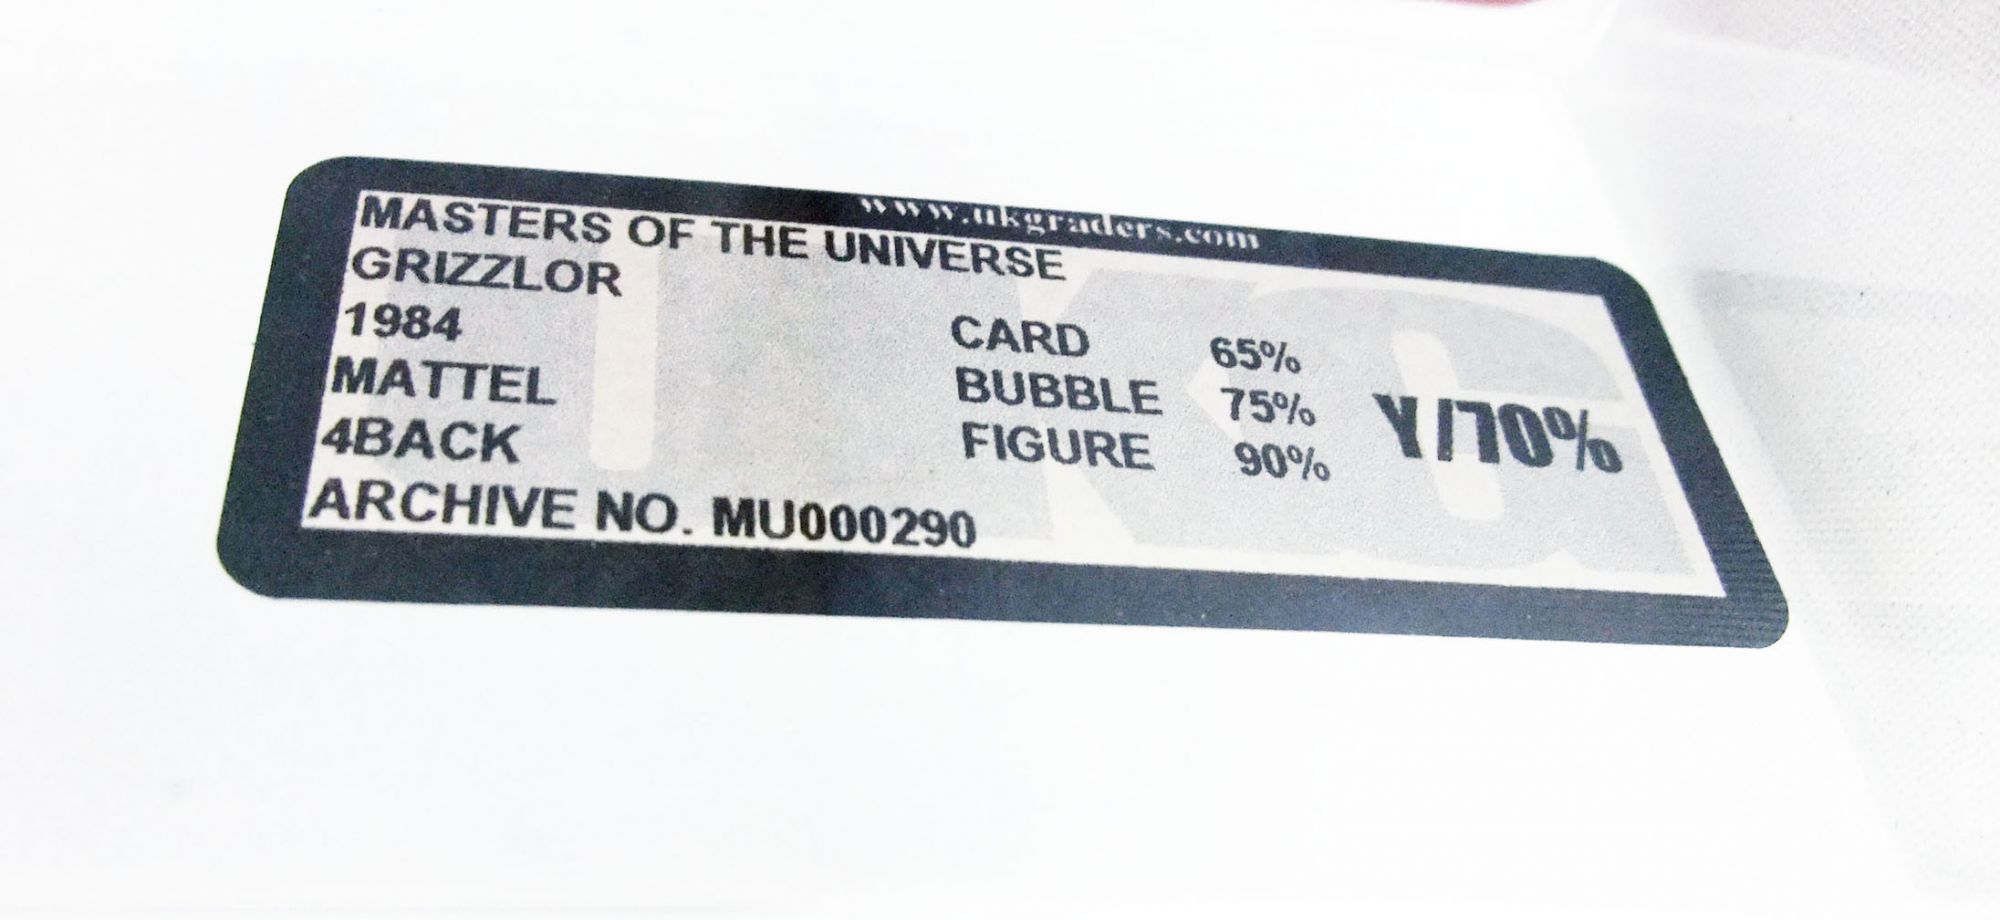 www.ukgraders.com
MASTERS OF THE UNIVERSE
GRIZZLOR
1984
MATTEL
4BACK
ARCHIVE NO. MU000290
CARD 65%
BUBBLE 75%
FIGURE 90%
Y/70%
UKG